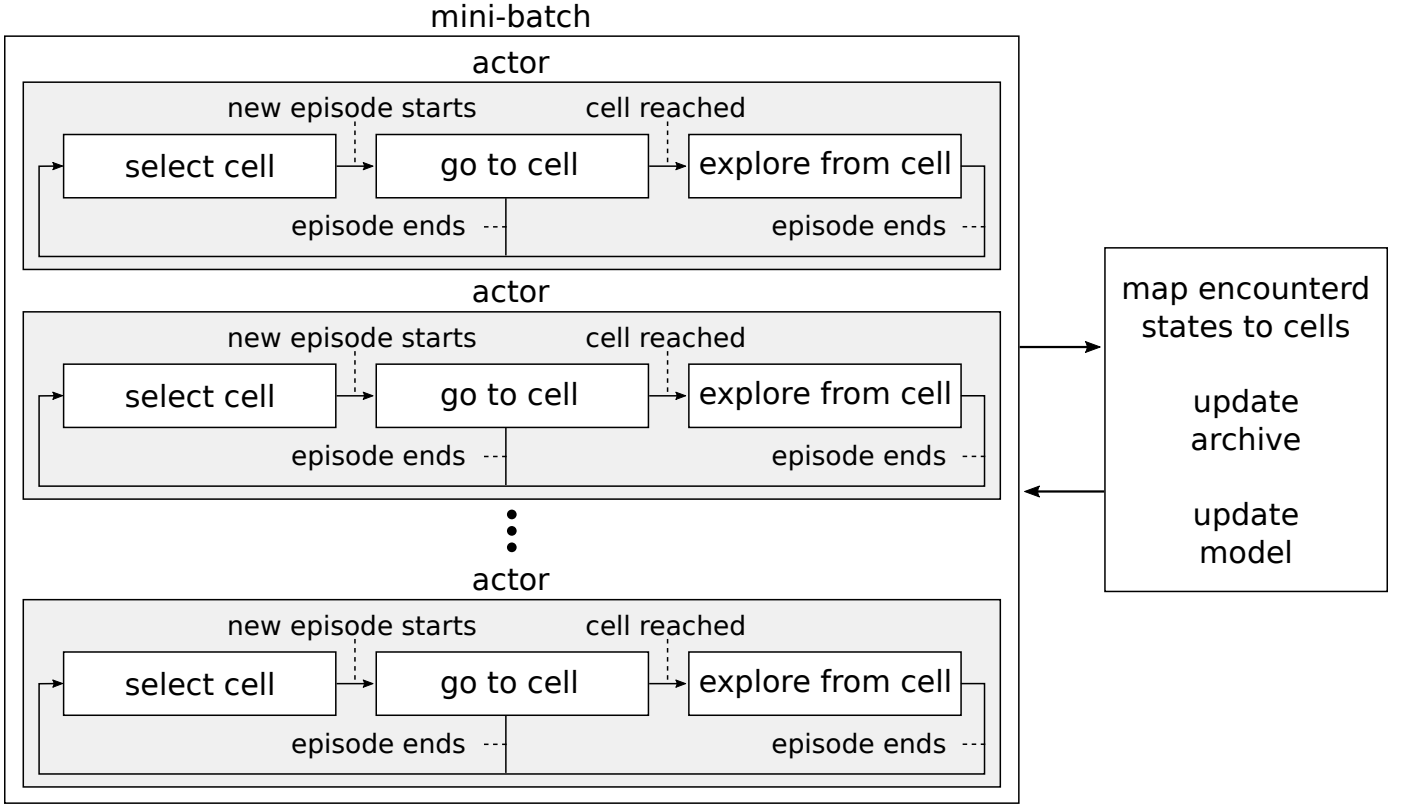 mini-batch
actor
new episode starts
cell reached
select cell
go to cell
explore from cell
episode ends
episode ends
actor
new episode starts
cell reached
select cell
go to cell
explore from cell
episode ends
episode ends
actor
new episode starts
cell reached
select cell
go to cell
explore from cell
episode ends
episode ends
map encounterd
states to cells
update
archive
update
model